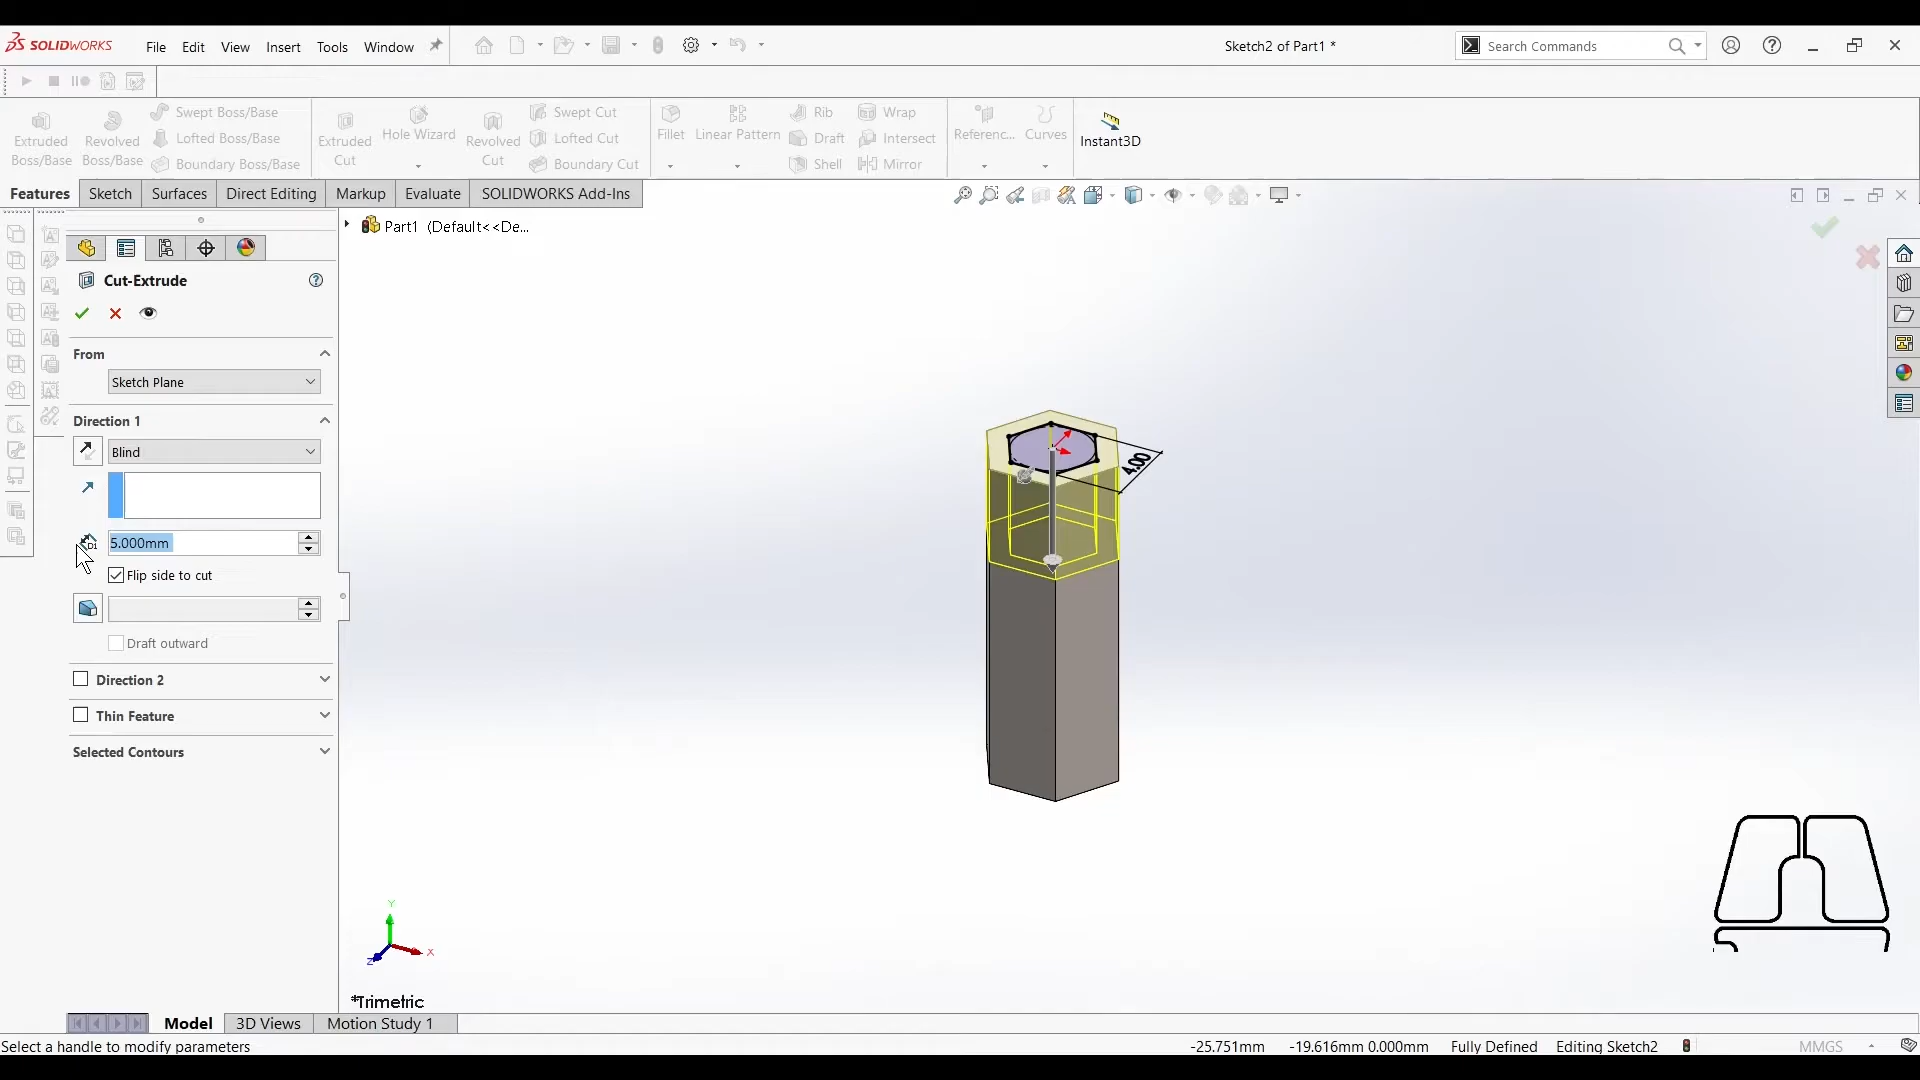 SOLIDWORKS File Edit View Insert Tools Window Sketch2 of Part1 * Search Commands
Extruded Boss/Base
Revolved Boss/Base
Swept Boss/Base
Lofted Boss/Base
Boundary Boss/Base
Extruded Cut
Hole Wizard
Revolved Cut
Swept Cut
Lofted Cut
Boundary Cut
Fillet
Linear Pattern
Rib
Draft
Shell
Wrap
Intersect
Mirror
Referenc...
Curves
Instant3D
Features Sketch Surfaces Direct Editing Markup Evaluate SOLIDWORKS Add-Ins
Part1 (Default<<De...
Cut-Extrude
From
Sketch Plane
Direction 1
Blind
5.000mm
Flip side to cut
Draft outward
Direction 2
Thin Feature
Selected Contours
4.00
Y
X
Z
*Trimetric
Model 3D Views Motion Study 1
Select a handle to modify parameters -25.751mm -19.616mm 0.000mm Fully Defined Editing Sketch2 MMGS